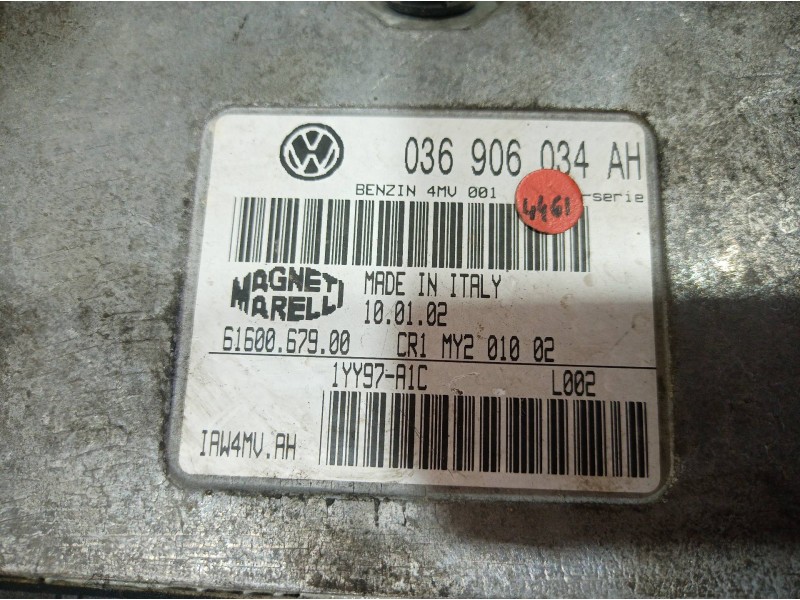 VW 036 906 034 AH
BENZIN 4MV 001 -serie
4461
MAGNETI
MARELLI
MADE IN ITALY
10.01.02
61600.679.00 CR1 MY2 010 02
1YY97-A1C L002
IAW4MV.AH